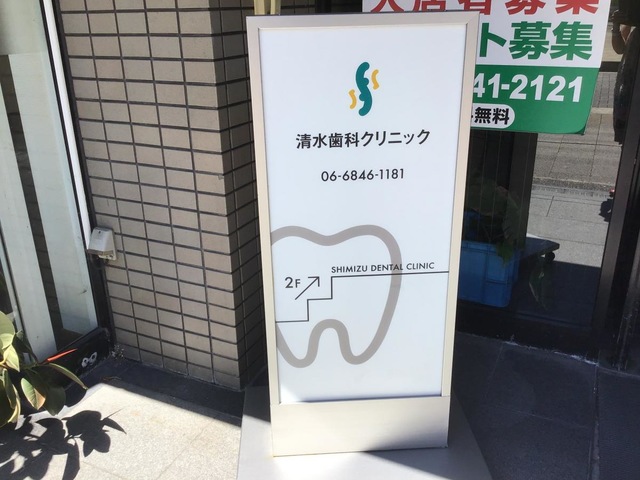 入居者募集
ト募集
41-2121
無料
清水歯科クリニック
06-6846-1181
SHIMIZU DENTAL CLINIC
2F